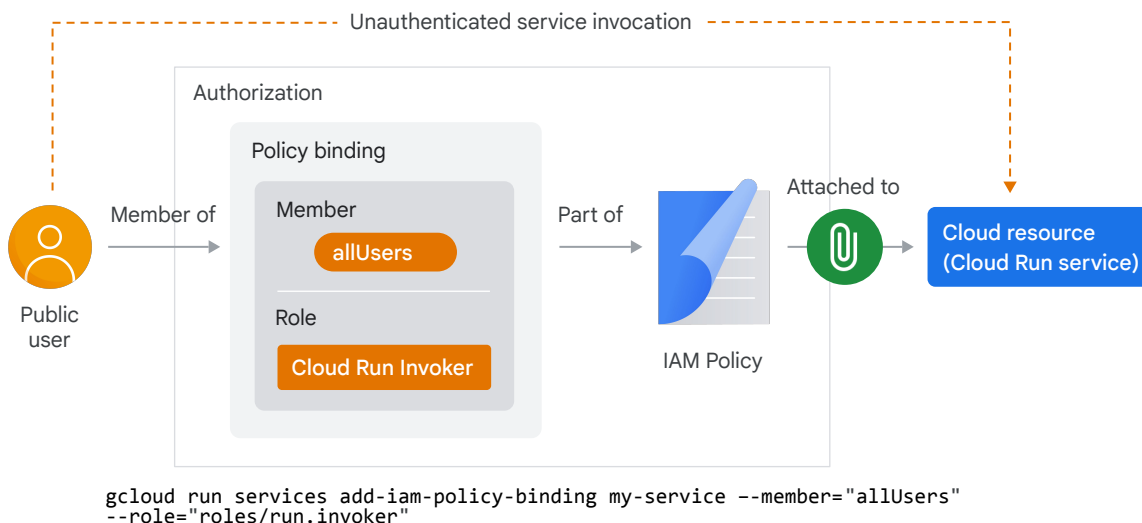 Unauthenticated service invocation
Authorization
Policy binding
Member of
Member
allUsers
Role
Cloud Run Invoker
Part of
Attached to
Cloud resource
(Cloud Run service)
Public
user
IAM Policy
gcloud run services add-iam-policy-binding my-service –-member="allUsers"
--role="roles/run.invoker"